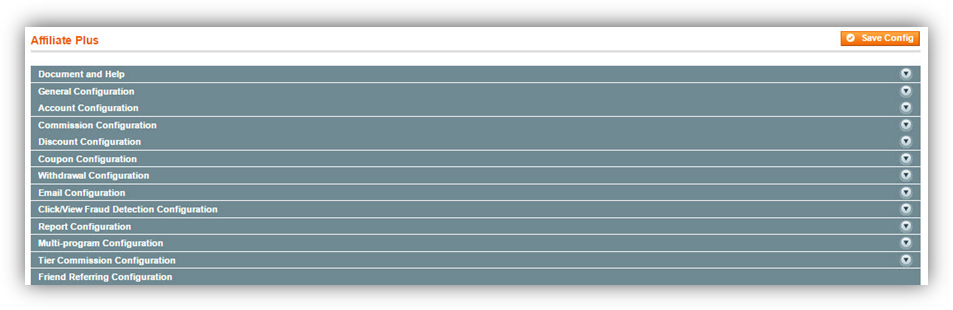 Affiliate Plus
Save Config
Document and Help
General Configuration
Account Configuration
Commission Configuration
Discount Configuration
Coupon Configuration
Withdrawal Configuration
Email Configuration
Click/View Fraud Detection Configuration
Report Configuration
Multi-program Configuration
Tier Commission Configuration
Friend Referring Configuration